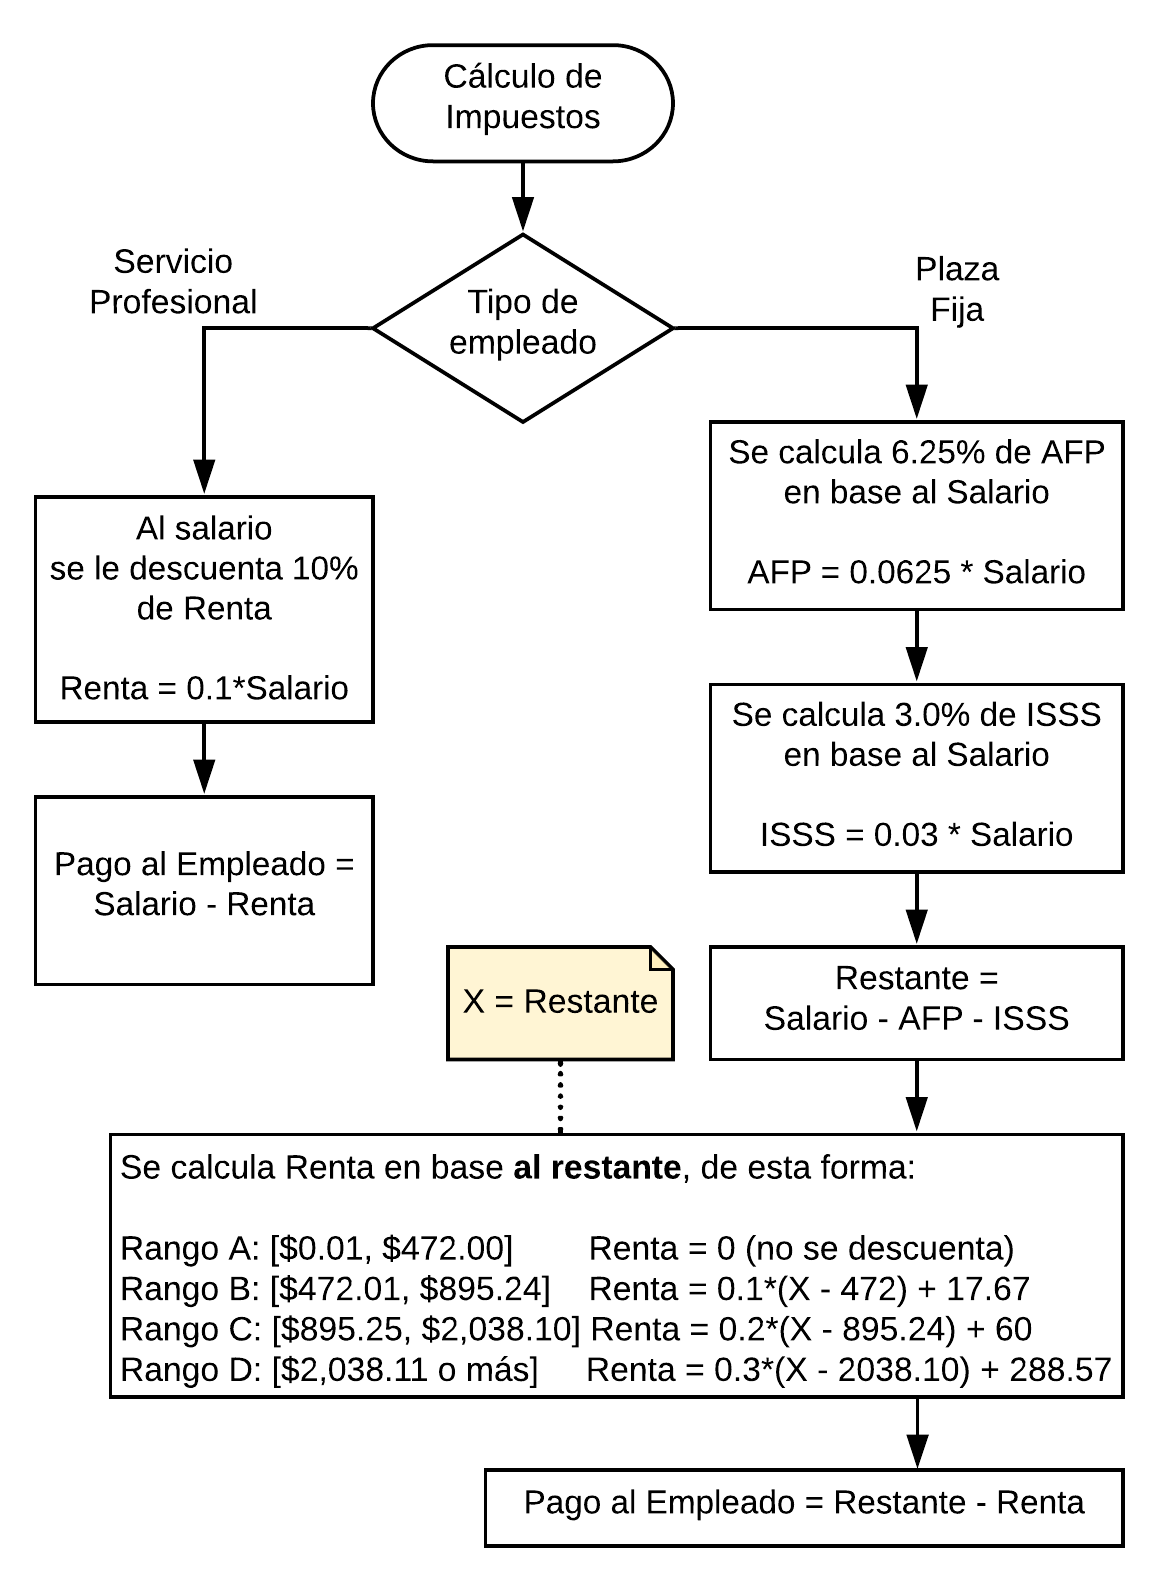 Cálculo de
Impuestos
Tipo de
empleado
Servicio
Profesional
Al salario
se le descuenta 10%
de Renta
Renta = 0.1*Salario
Pago al Empleado =
Salario - Renta
Plaza
Fija
Se calcula 6.25% de AFP
en base al Salario
AFP = 0.0625 * Salario
Se calcula 3.0% de ISSS
en base al Salario
ISSS = 0.03 * Salario
Restante =
Salario - AFP - ISSS
X = Restante
Se calcula Renta en base al restante, de esta forma:
Rango A: [$0.01, $472.00] Renta = 0 (no se descuenta)
Rango B: [$472.01, $895.24] Renta = 0.1*(X - 472) + 17.67
Rango C: [$895.25, $2,038.10] Renta = 0.2*(X - 895.24) + 60
Rango D: [$2,038.11 o más] Renta = 0.3*(X - 2038.10) + 288.57
Pago al Empleado = Restante - Renta